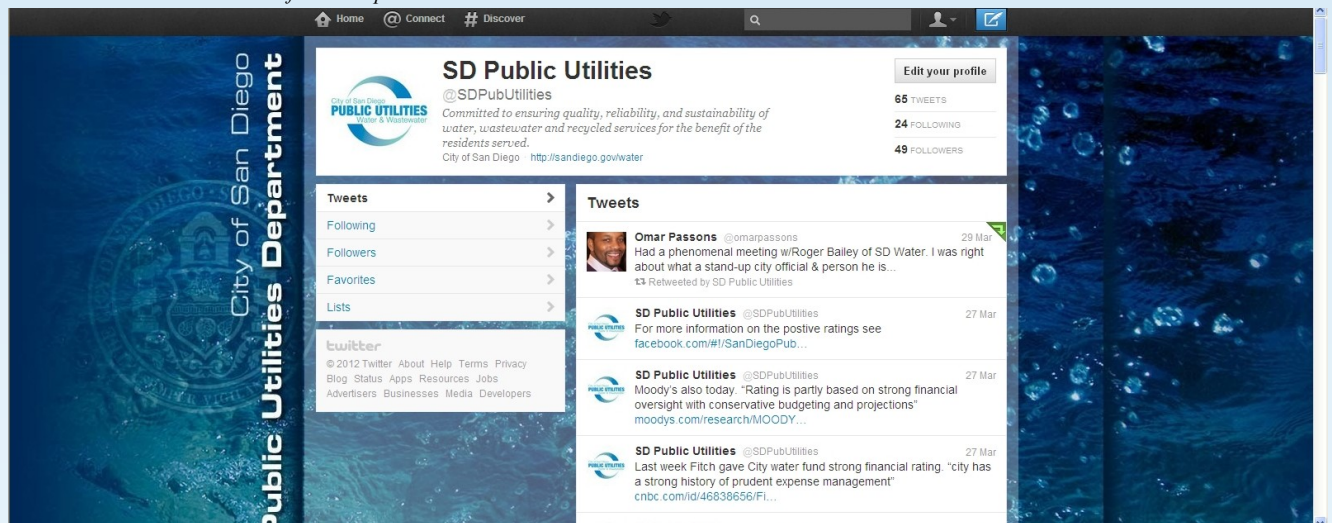 Home Connect Discover
City of San Diego
Public Utilities Department
City of San Diego
PUBLIC UTILITIES
Water & Wastewater
SD Public Utilities
@SDPubUtilities
Committed to ensuring quality, reliability, and sustainability of
water, wastewater and recycled services for the benefit of the
residents served.
City of San Diego http://sandiego.gov/water
Edit your profile
65 TWEETS
24 FOLLOWING
49 FOLLOWERS
Tweets
Following
Followers
Favorites
Lists
twitter
© 2012 Twitter About Help Terms Privacy
Blog Status Apps Resources Jobs
Advertisers Businesses Media Developers
Tweets
Omar Passons @omarpassons 29 Mar
Had a phenomenal meeting w/Roger Bailey of SD Water. I was right
about what a stand-up city official & person he is...
Retweeted by SD Public Utilities
SD Public Utilities @SDPubUtilities 27 Mar
For more information on the postive ratings see
facebook.com/#!/SanDiegoPub...
SD Public Utilities @SDPubUtilities 27 Mar
Moody's also today. “Rating is partly based on strong financial
oversight with conservative budgeting and projections”
moodys.com/research/MOODY...
SD Public Utilities @SDPubUtilities 27 Mar
Last week Fitch gave City water fund strong financial rating. “city has
a strong history of prudent expense management”
cnbc.com/id/46838656/Fi...